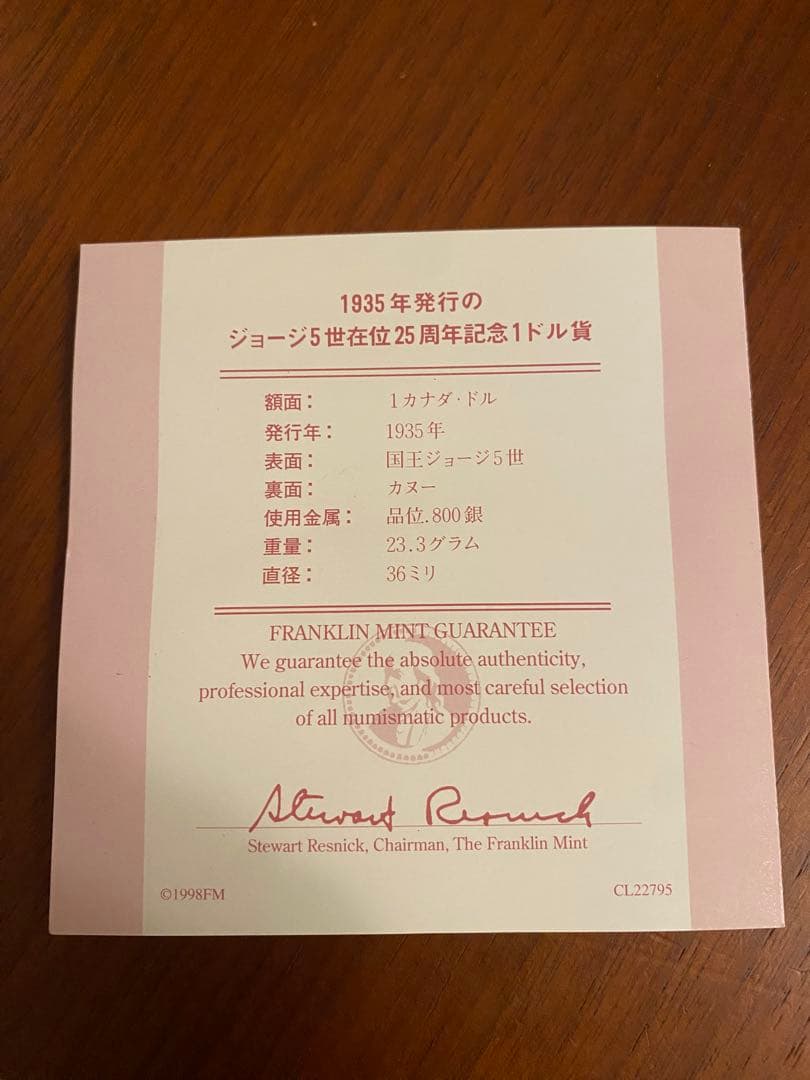 1935年発行の
ジョージ5世在位25周年記念1ドル貨
額面: 1カナダ・ドル
発行年: 1935年
表面: 国王ジョージ5世
裏面: カヌー
使用金属: 品位.800銀
重量: 23.3グラム
直径: 36ミリ
FRANKLIN MINT GUARANTEE
We guarantee the absolute authenticity,
professional expertise, and most careful selection
of all numismatic products.
Stewart Resnick
Stewart Resnick, Chairman, The Franklin Mint
©1998FM CL22795